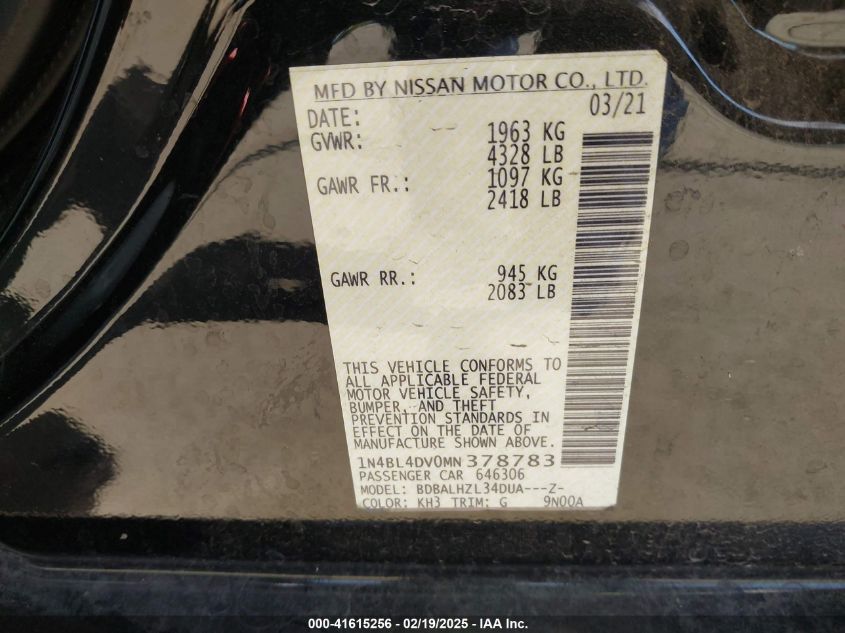 MFD BY NISSAN MOTOR CO., LTD.
DATE: 03/21
GVWR: 1963 KG
4328 LB
GAWR FR.: 1097 KG
2418 LB
GAWR RR.: 945 KG
2083 LB
THIS VEHICLE CONFORMS TO
ALL APPLICABLE FEDERAL
MOTOR VEHICLE SAFETY,
BUMPER, AND THEFT
PREVENTION STANDARDS IN
EFFECT ON THE DATE OF
MANUFACTURE SHOWN ABOVE.
1N4BL4DV0MN378783
PASSENGER CAR 646306
MODEL: BDBALHZL34DUA---Z-
COLOR: KH3 TRIM: G 9N00A
000-41615256 - 02/19/2025 - IAA Inc.